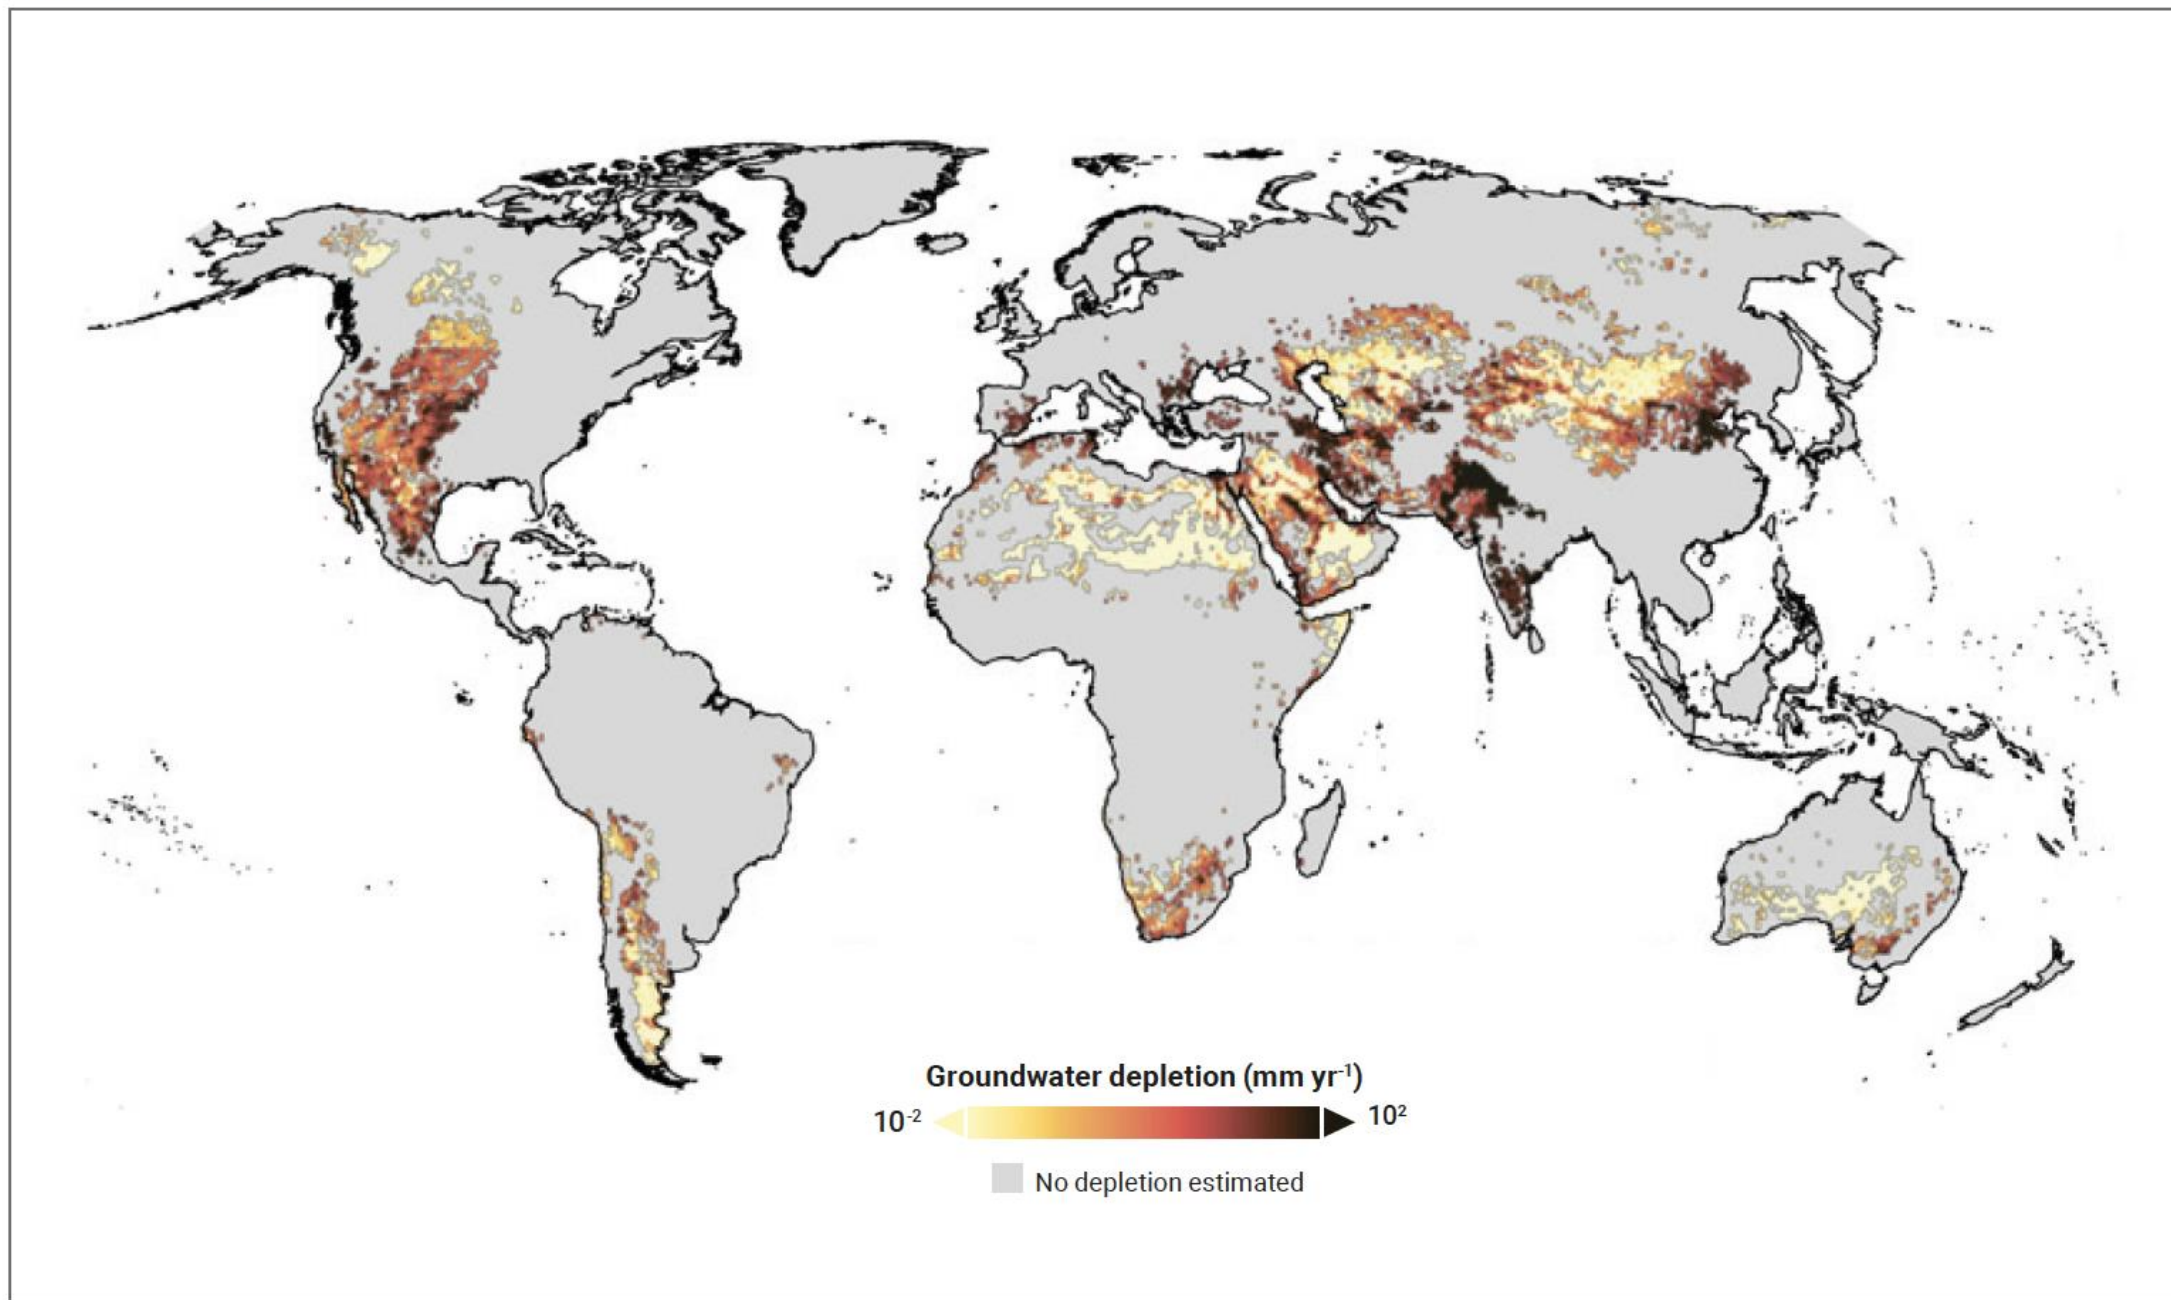 Groundwater depletion (mm yr⁻¹)
10⁻² 10²
No depletion estimated